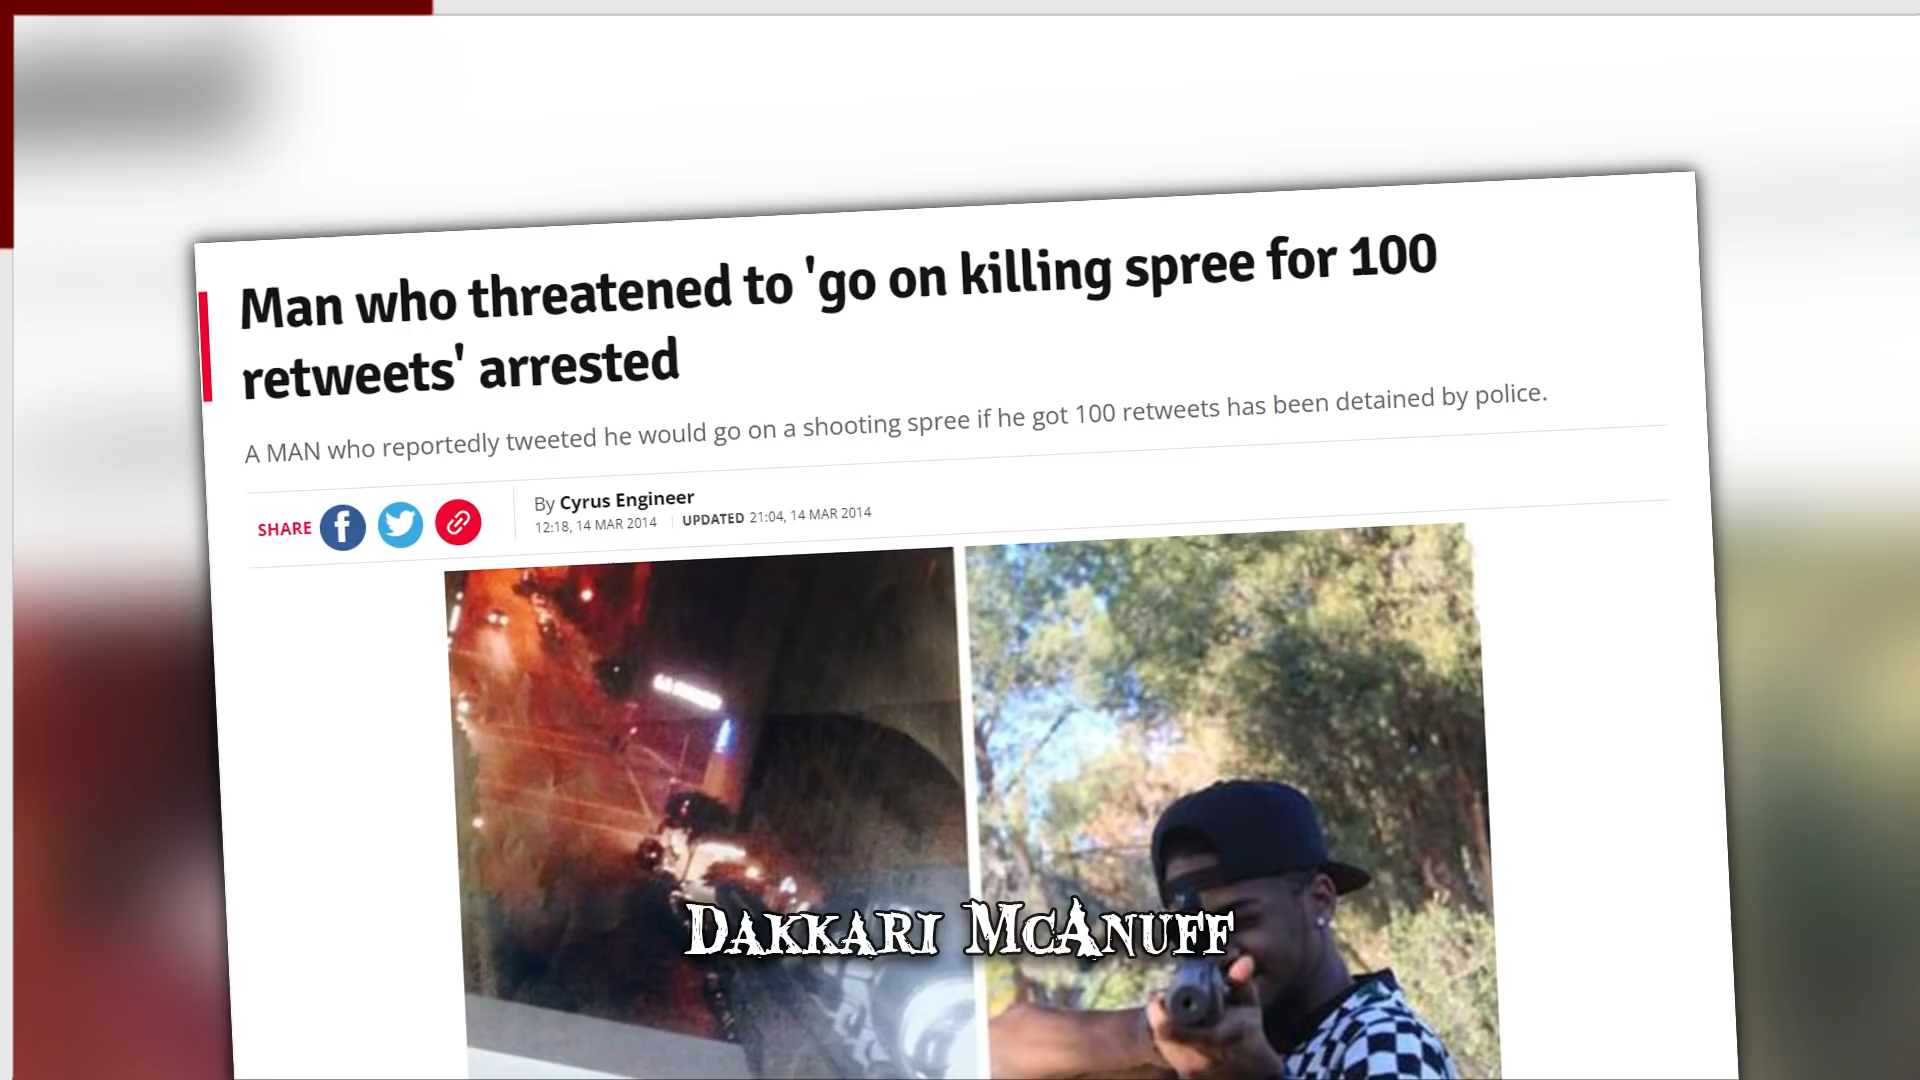 Man who threatened to 'go on killing spree for 100
retweets' arrested
A MAN who reportedly tweeted he would go on a shooting spree if he got 100 retweets has been detained by police.
SHARE
By Cyrus Engineer
12:18, 14 MAR 2014 UPDATED 21:04, 14 MAR 2014
DAKKARI MCANUFF